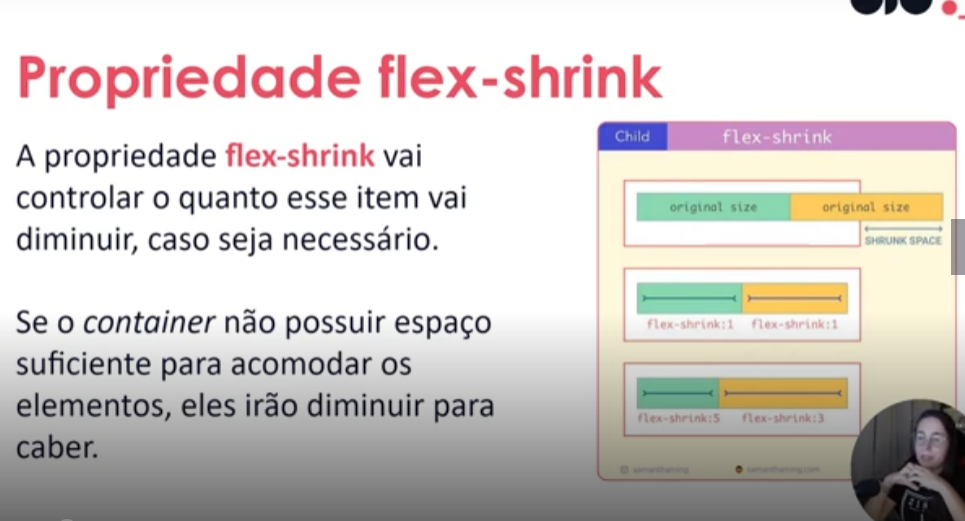 Propriedade flex-shrink
A propriedade flex-shrink vai
controlar o quanto esse item vai
diminuir, caso seja necessário.
Se o container não possuir espaço
suficiente para acomodar os
elementos, eles irão diminuir para
caber.
Child flex-shrink
original size original size
SHRUNK SPACE
flex-shrink:1 flex-shrink:1
flex-shrink:5 flex-shrink:3